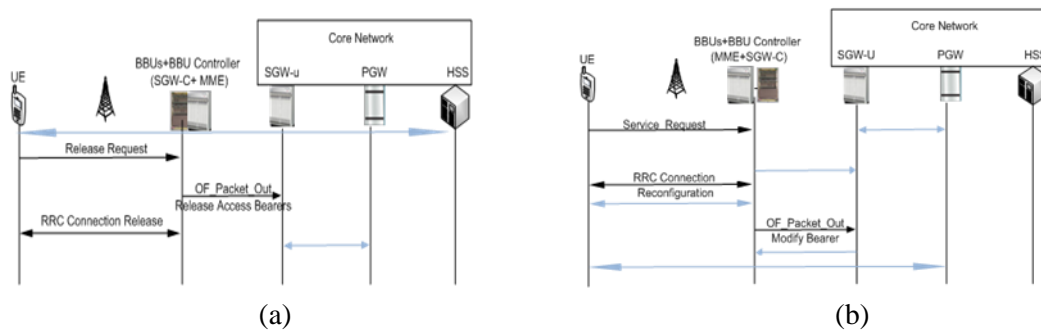 Core Network
BBUs+BBU Controller
(SGW-C+ MME)
UE
SGW-u
PGW
HSS
Release Request
OF_Packet_Out
Release Access Bearers
RRC Connection Release
(a)
Core Network
BBUs+BBU Controller
(MME+SGW-C)
UE
SGW-U
PGW
HSS
Service_Request
RRC Connection
Reconfiguration
OF_Packet_Out
Modify Bearer
(b)